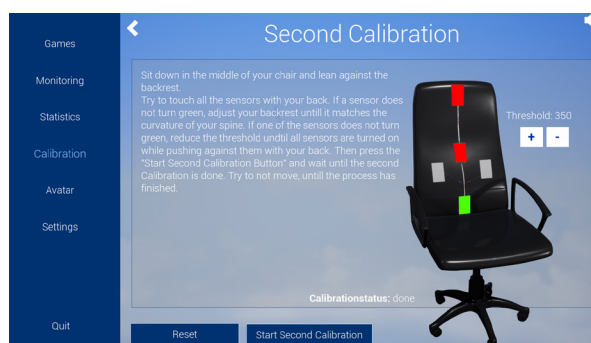 Second Calibration
Games
Monitoring
Statistics
Calibration
Avatar
Settings
Quit
Sit down in the middle of your chair and lean against the
backrest.
Try to touch all the sensors with your back. If a sensor does
not turn green, adjust your backrest until it matches the
curvature of your spine. If one of the sensors does not turn
green, reduce the threshold undtil all sensors are turned on
while pushing against them with your back. Then press the
"Start Second Calibration Button" and wait until the second
Calibration is done. Try to not move, untill the process has
finished.
Threshold: 350
+ -
Calibrationstatus: done
Reset
Start Second Calibration